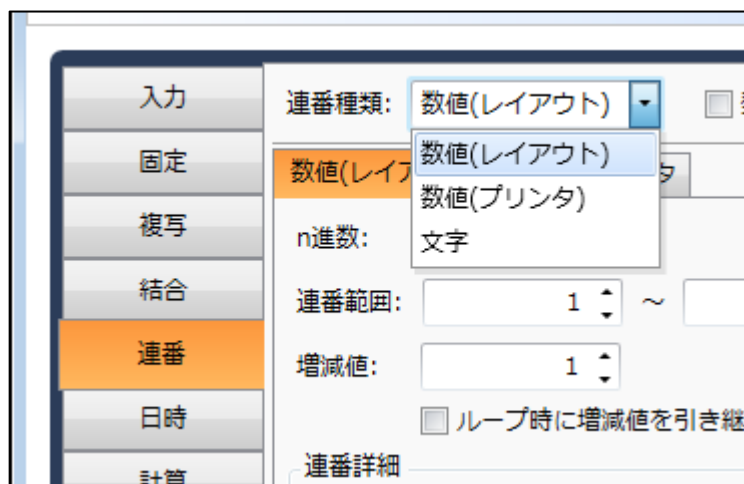 入力
固定
複写
結合
連番
日時
計算
連番種類: 数値(レイアウト)
数値(レイアウト)
数値(プリンタ)
文字
数値(レイア
タ
n進数:
連番範囲: 1 ～
増減値: 1
ループ時に増減値を引き継
連番詳細